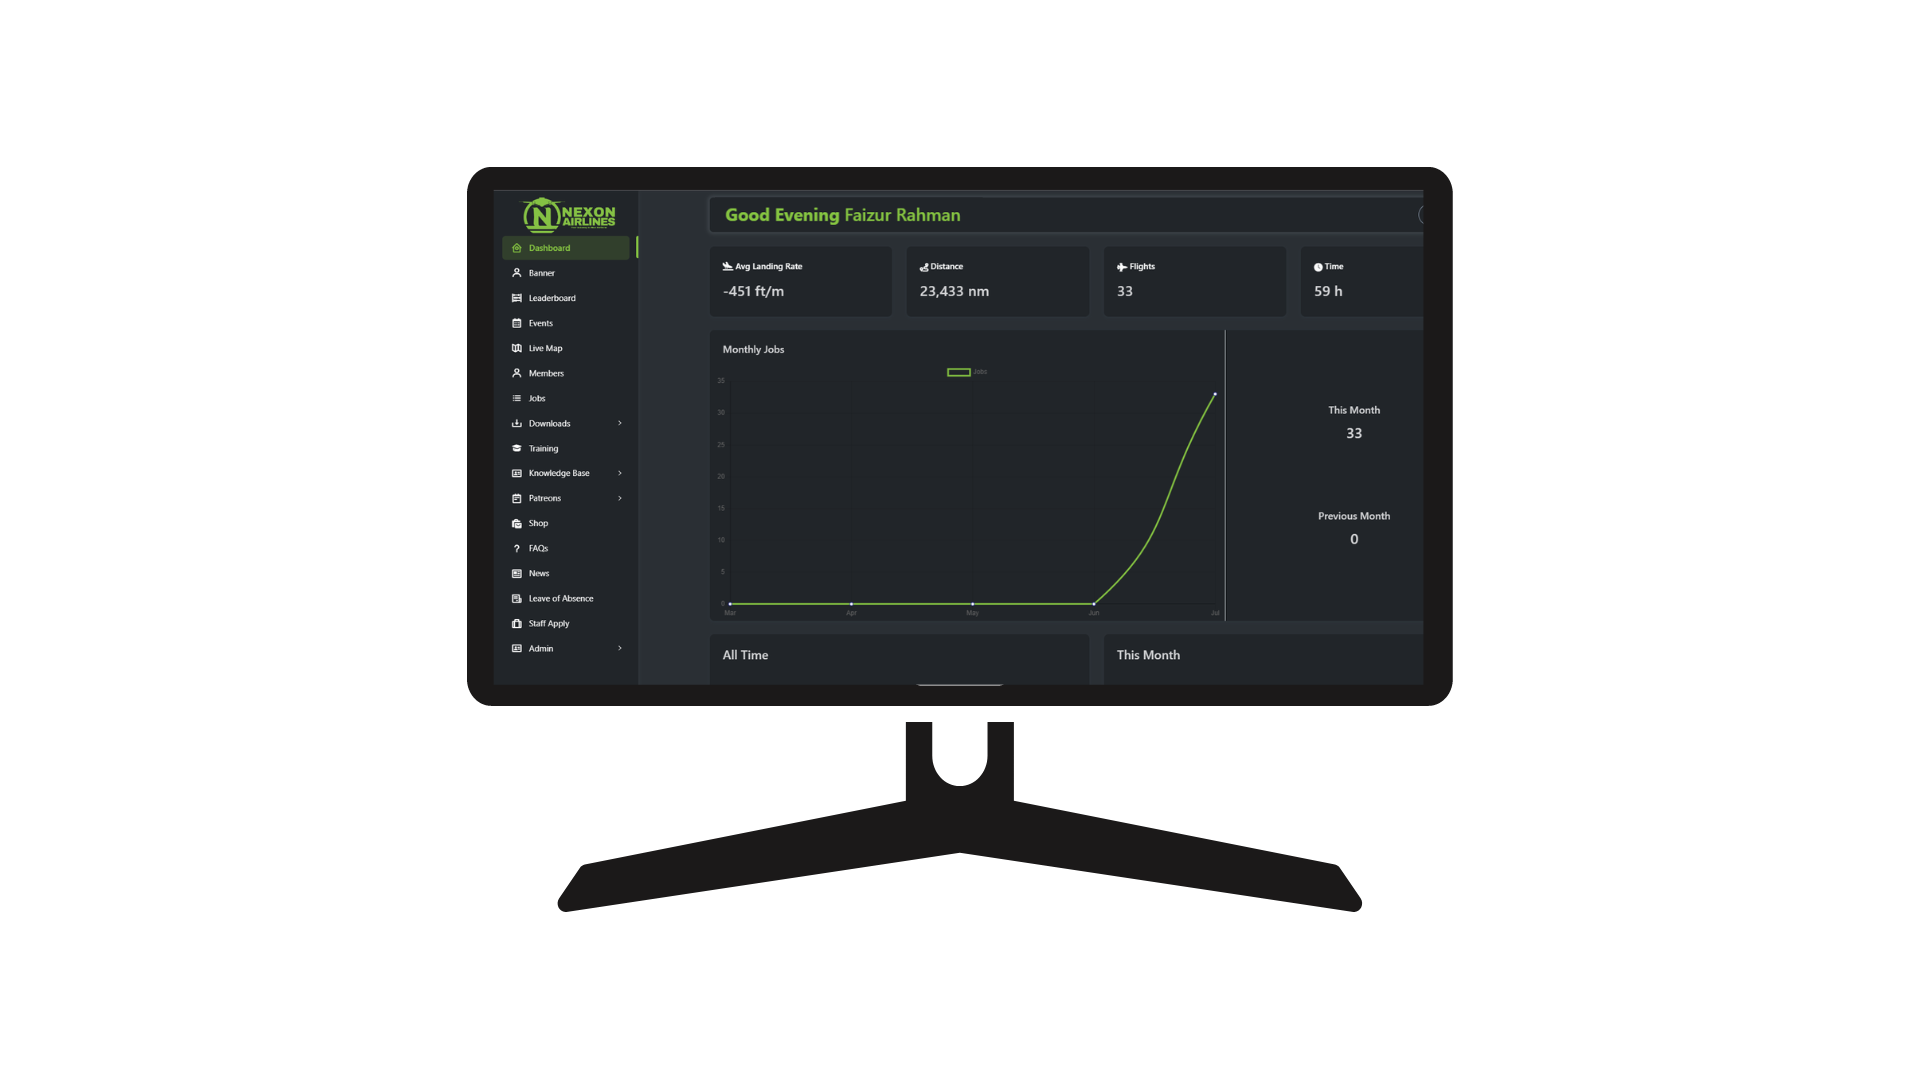 NEXON
AIRLINES
Dashboard
Banner
Leaderboard
Events
Live Map
Members
Jobs
Downloads
Training
Knowledge Base
Patreons
Shop
FAQs
News
Leave of Absence
Staff Apply
Admin
Good Evening Faizur Rahman
Avg Landing Rate
-451 ft/m
Distance
23,433 nm
Flights
33
Time
59 h
Monthly Jobs
Jobs
35
30
25
20
15
10
5
0
Mar Apr May Jun Jul
This Month
33
Previous Month
0
All Time
This Month